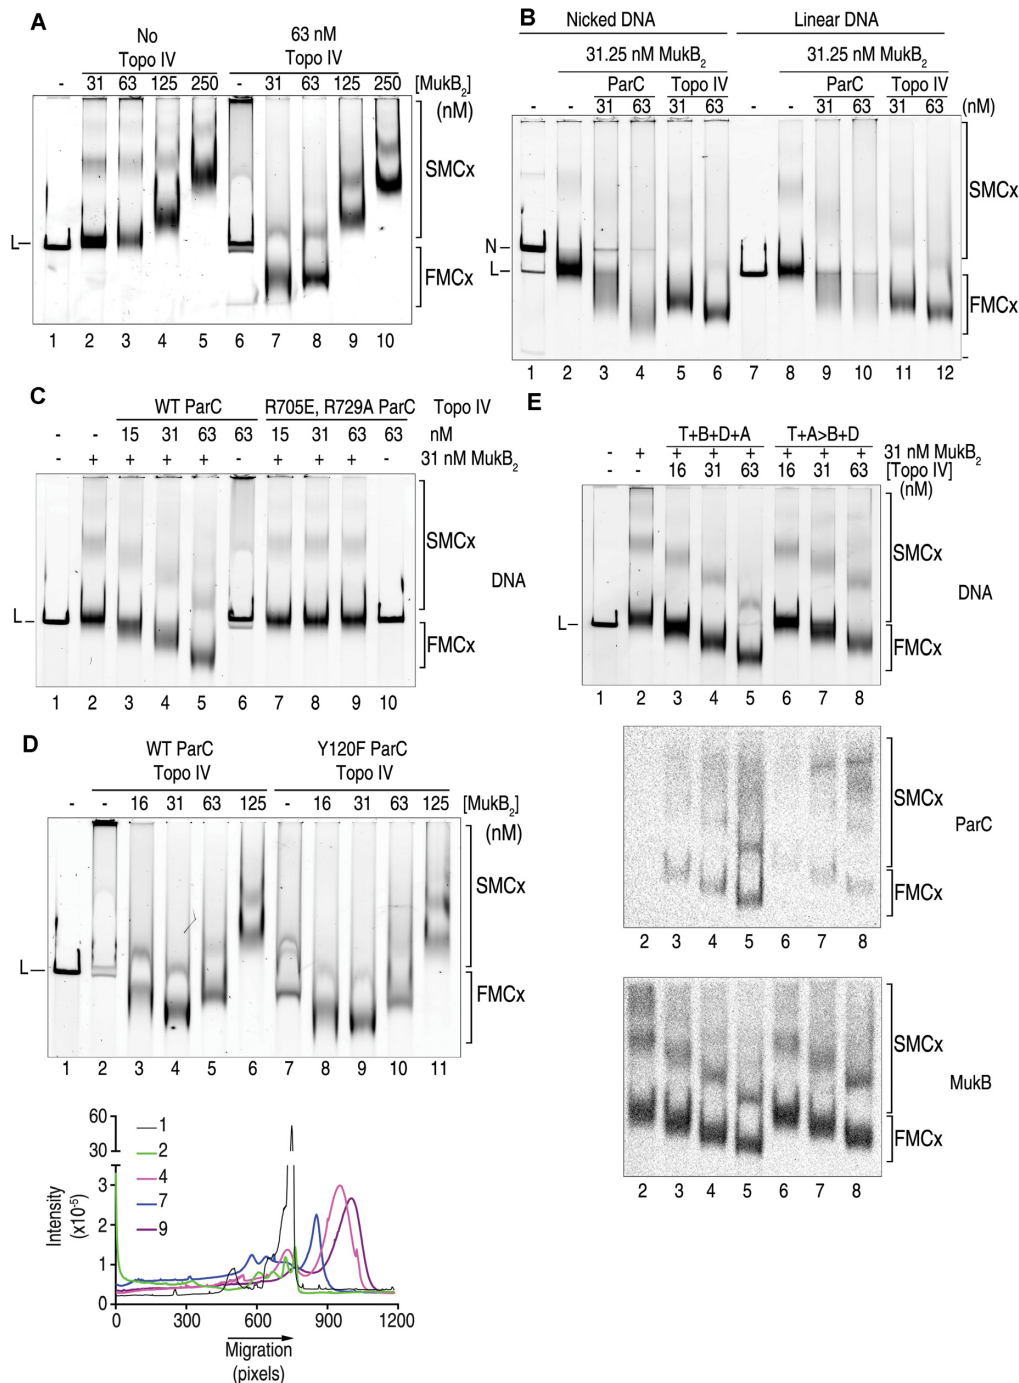 A
No
Topo IV
63 nM
Topo IV
- 31 63 125 250 - 31 63 125 250 [MukB2]
(nM)
SMCx
L
FMCx
1 2 3 4 5 6 7 8 9 10
B
Nicked DNA Linear DNA
31.25 nM MukB2 31.25 nM MukB2
ParC Topo IV ParC Topo IV
- - 31 63 31 63 - - 31 63 31 63 (nM)
SMCx
N
L
FMCx
1 2 3 4 5 6 7 8 9 10 11 12
C
WT ParC R705E, R729A ParC Topo IV
- - 15 31 63 63 15 31 63 63 nM
- + + + + - + + + - 31 nM MukB2
SMCx
DNA
L
FMCx
1 2 3 4 5 6 7 8 9 10
D
WT ParC
Topo IV
Y120F ParC
Topo IV
- - 16 31 63 125 - 16 31 63 125 [MukB2]
(nM)
SMCx
L
FMCx
1 2 3 4 5 6 7 8 9 10 11
60
30
3
2
1
0
Intensity
(x10-5)
1
2
4
7
9
0 300 600 900 1200
Migration
(pixels)
E
T+B+D+A T+A>B+D
- + + + + + + + 31 nM MukB2
- - 16 31 63 16 31 63 [Topo IV]
(nM)
SMCx
DNA
L
FMCx
1 2 3 4 5 6 7 8
SMCx
ParC
FMCx
2 3 4 5 6 7 8
SMCx
MukB
FMCx
2 3 4 5 6 7 8